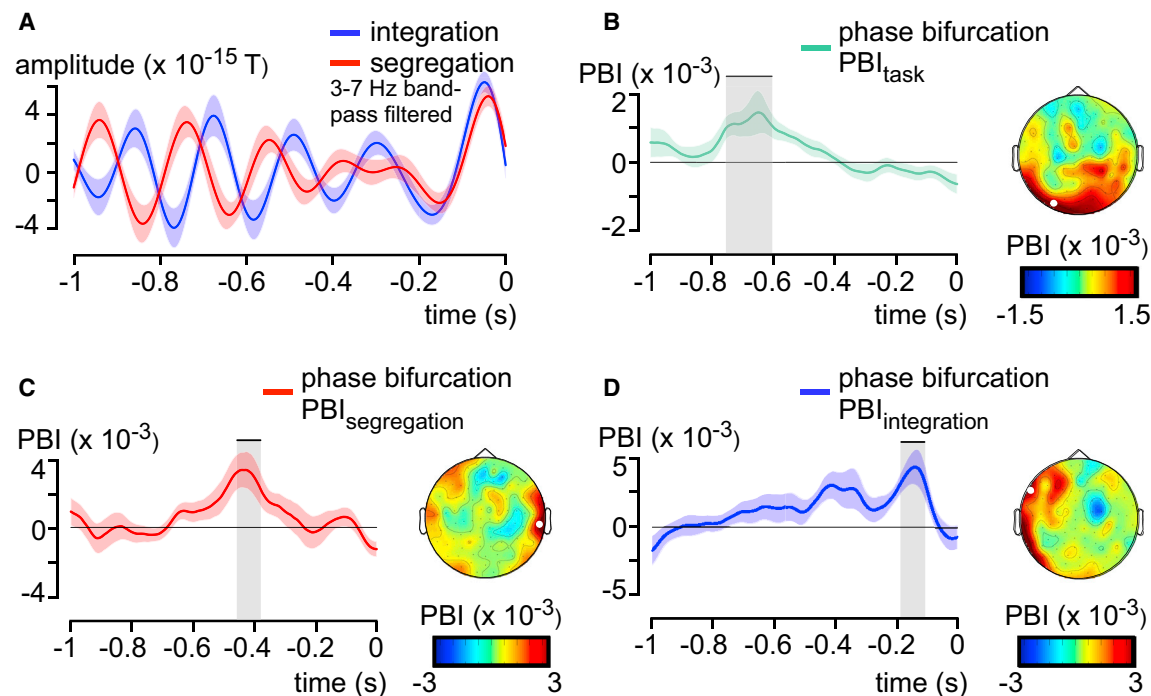 A
integration
segregation
amplitude (x 10⁻¹⁵ T)
3-7 Hz band-
pass filtered
4
0
-4
-1 -0.8 -0.6 -0.4 -0.2 0
time (s)
B
phase bifurcation
PBI_task
PBI (x 10⁻³)
2
0
-2
-1 -0.8 -0.6 -0.4 -0.2 0
time (s)
PBI (x 10⁻³)
-1.5 1.5
C
phase bifurcation
PBI_segregation
PBI (x 10⁻³)
4
0
-4
-1 -0.8 -0.6 -0.4 -0.2 0
time (s)
PBI (x 10⁻³)
-3 3
D
phase bifurcation
PBI_integration
PBI (x 10⁻³)
5
0
-5
-1 -0.8 -0.6 -0.4 -0.2 0
time (s)
PBI (x 10⁻³)
-3 3